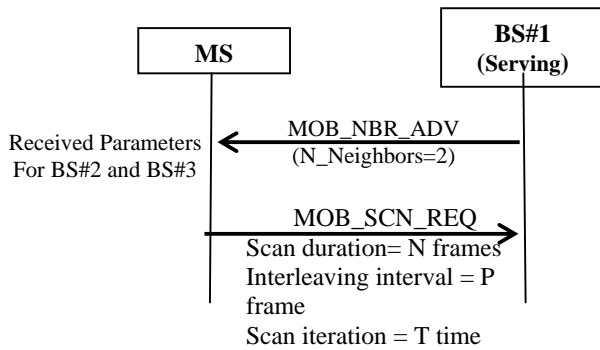 MS
BS#1
(Serving)
MOB_NBR_ADV
(N_Neighbors=2)
Received Parameters
For BS#2 and BS#3
MOB_SCN_REQ
Scan duration= N frames
Interleaving interval = P
frame
Scan iteration = T time